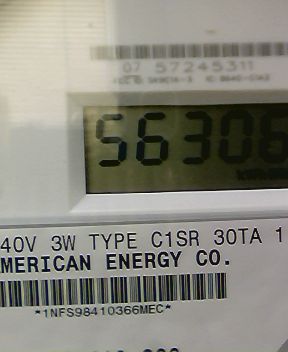 07 57245311
56306
40V 3W TYPE C1SR 30TA 1
MERICAN ENERGY CO.
*1NFS98410366MEC*